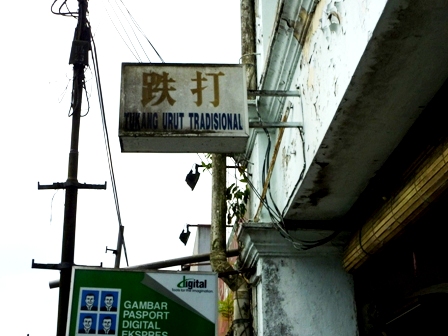 跌打
TUKANG URUT TRADISIONAL
digital
GAMBAR
PASPORT
DIGITAL
EKSPRES